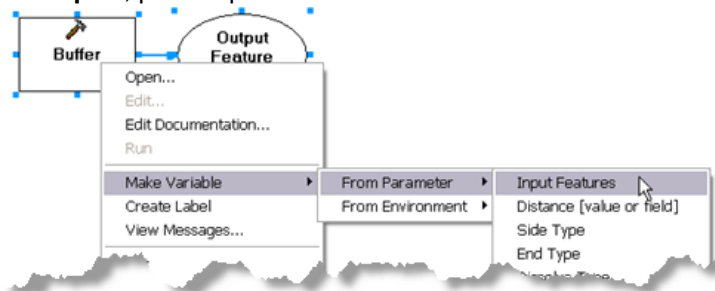 Output
Buffer
Feature
Open...
Edit...
Edit Documentation...
Run
Make Variable
From Parameter
Input Features
Create Label
From Environment
Distance [value or field]
View Messages...
Side Type
End Type